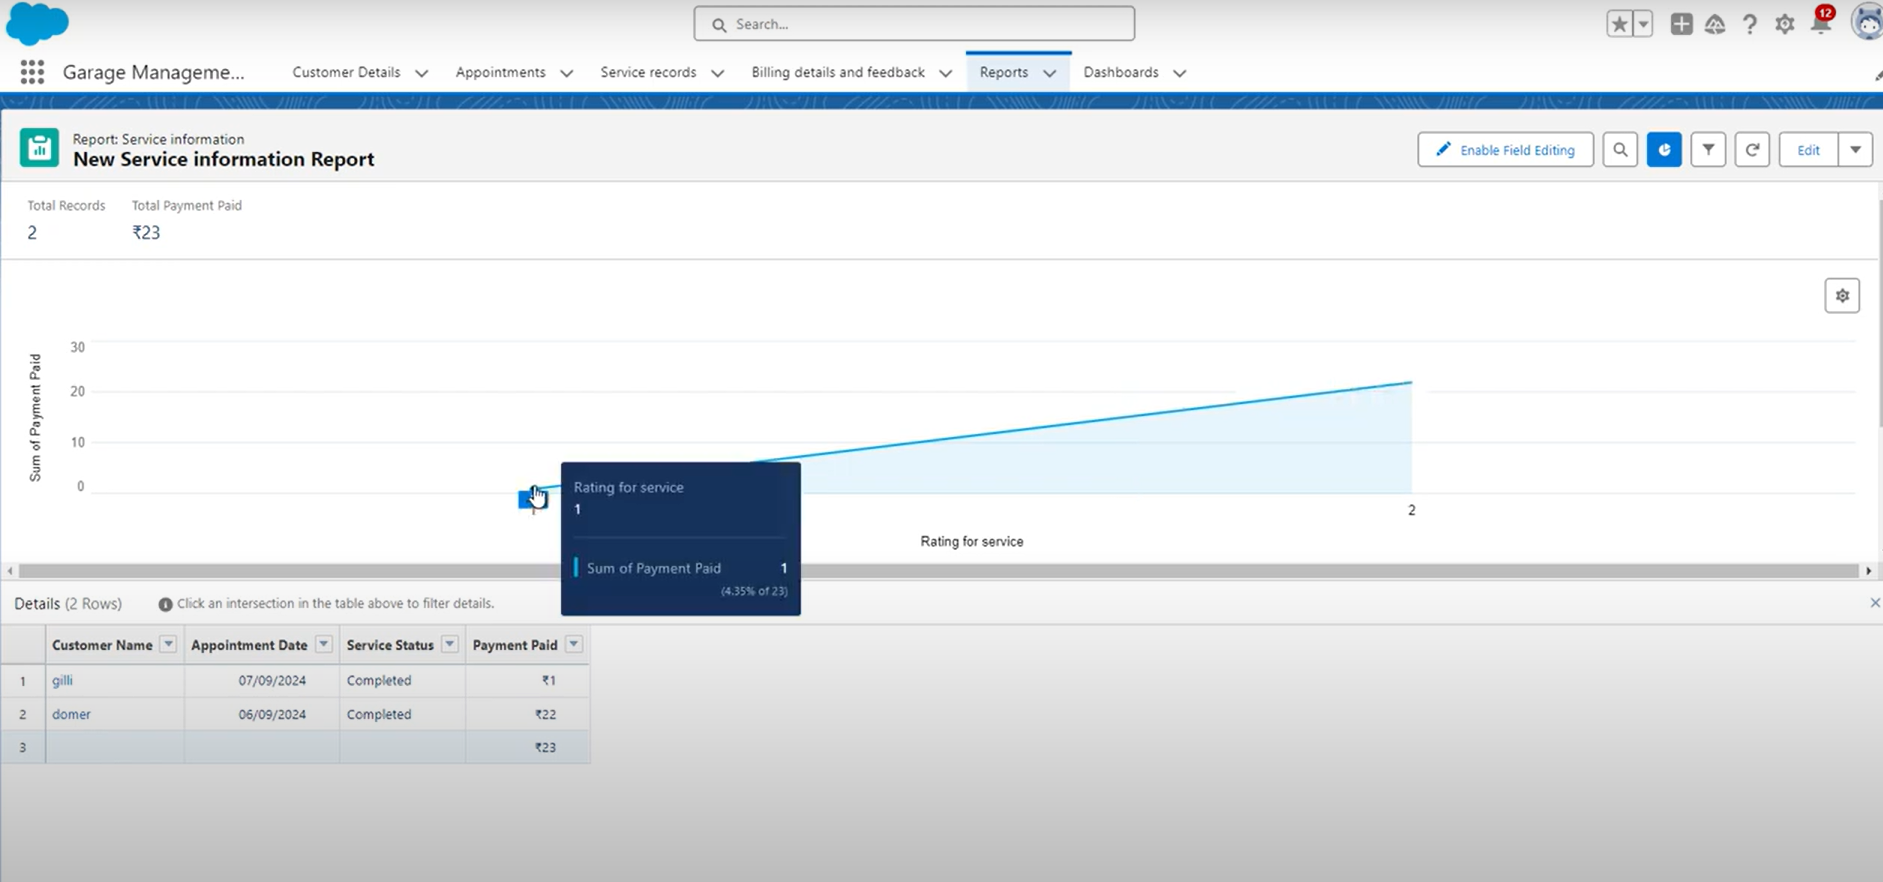 Search...
12
Garage Manageme...
Customer Details
Appointments
Service records
Billing details and feedback
Reports
Dashboards
Report: Service information
New Service information Report
Enable Field Editing
Edit
Total Records
Total Payment Paid
2
₹23
Sum of Payment Paid
30
20
10
0
Rating for service
1
Sum of Payment Paid 1
(4.35% of 23)
2
Rating for service
Details (2 Rows)
Click an intersection in the table above to filter details.
Customer Name Appointment Date Service Status Payment Paid
1 gilli 07/09/2024 Completed ₹1
2 domer 06/09/2024 Completed ₹22
3 ₹23